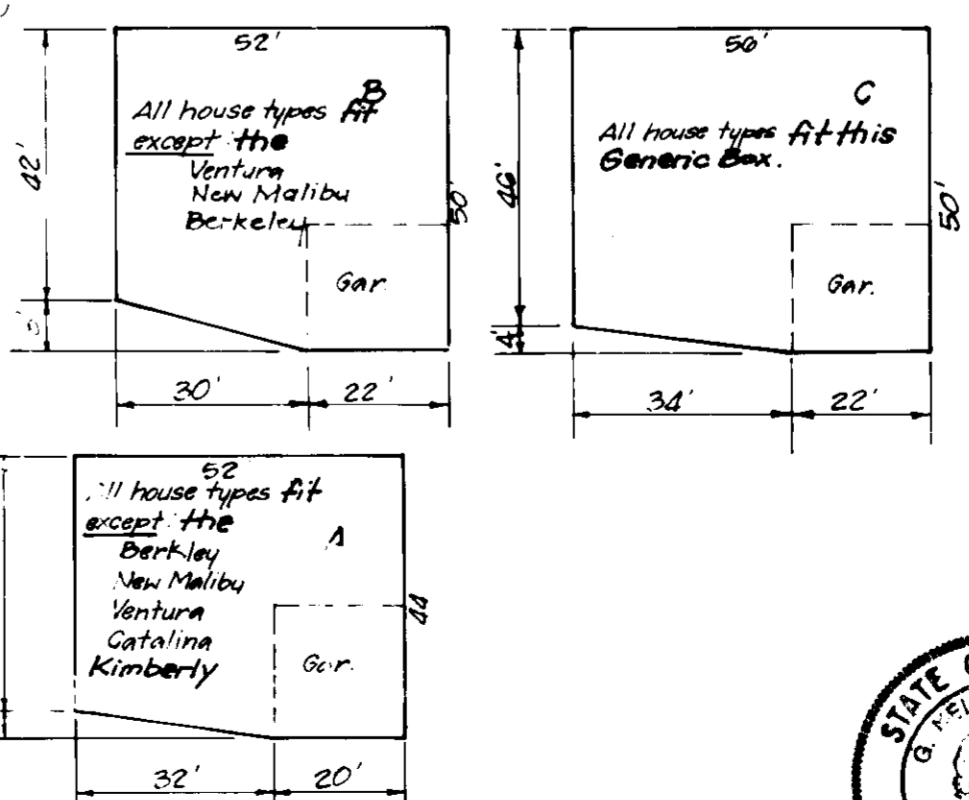 52'
B
All house types fit
except the
Ventura
New Malibu
Berkeley
42'
50'
Gar.
30'
22'
56'
C
All house types fit this
Generic Box.
46'
4'
50'
Gar.
34'
22'
52
All house types fit
except the
A
Berkley
New Malibu
Ventura
Catalina
Kimberly
44
Gar.
32'
20'
STATE
G.